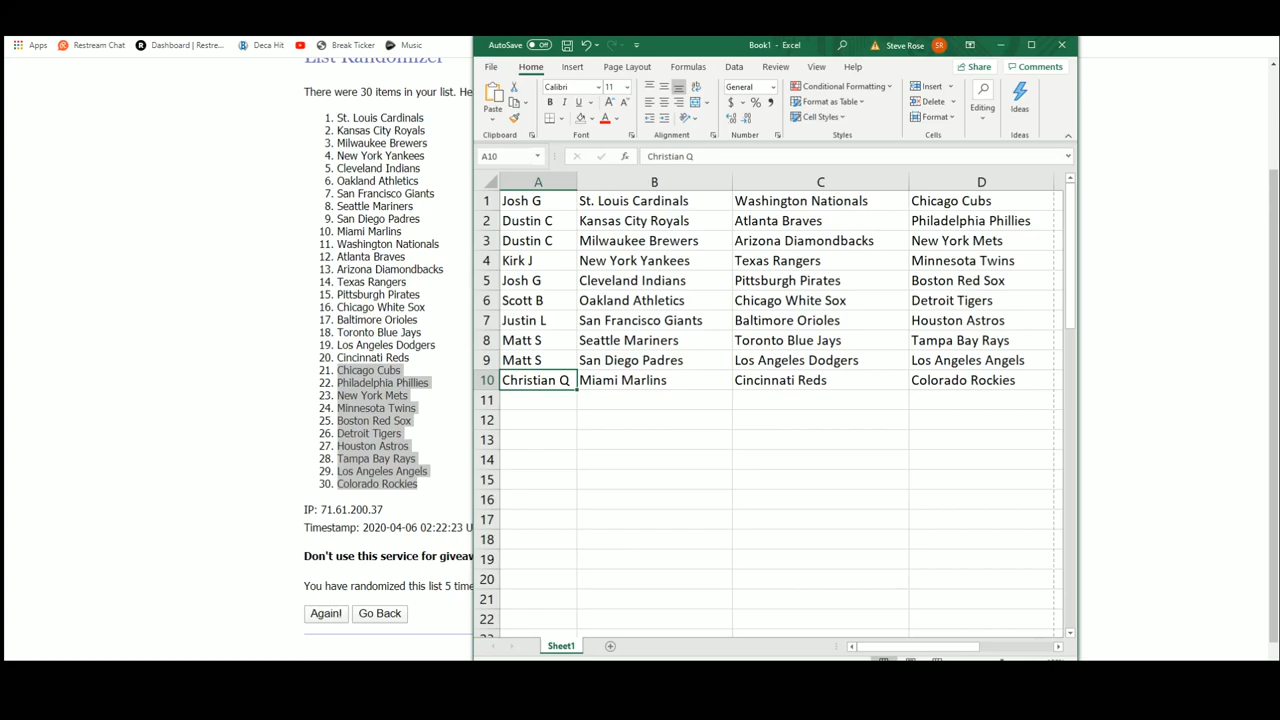 Apps Restream Chat Dashboard | Restre... Deca Hit Break Ticker Music
List Randomizer
There were 30 items in your list. He
1. St. Louis Cardinals
2. Kansas City Royals
3. Milwaukee Brewers
4. New York Yankees
5. Cleveland Indians
6. Oakland Athletics
7. San Francisco Giants
8. Seattle Mariners
9. San Diego Padres
10. Miami Marlins
11. Washington Nationals
12. Atlanta Braves
13. Arizona Diamondbacks
14. Texas Rangers
15. Pittsburgh Pirates
16. Chicago White Sox
17. Baltimore Orioles
18. Toronto Blue Jays
19. Los Angeles Dodgers
20. Cincinnati Reds
21. Chicago Cubs
22. Philadelphia Phillies
23. New York Mets
24. Minnesota Twins
25. Boston Red Sox
26. Detroit Tigers
27. Houston Astros
28. Tampa Bay Rays
29. Los Angeles Angels
30. Colorado Rockies
IP: 71.61.200.37
Timestamp: 2020-04-06 02:22:23 U
Don't use this service for giveaw
You have randomized this list 5 time
Again! Go Back
AutoSave Off Book1 - Excel Steve Rose SR
File Home Insert Page Layout Formulas Data Review View Help Share Comments
Calibri 11 General Conditional Formatting Insert
Paste B I U A A Format as Table Delete Editing Ideas
$ % Cell Styles Format
Clipboard Font Alignment Number Styles Cells Ideas
A10 fx Christian Q
A B C D
1 Josh G St. Louis Cardinals Washington Nationals Chicago Cubs
2 Dustin C Kansas City Royals Atlanta Braves Philadelphia Phillies
3 Dustin C Milwaukee Brewers Arizona Diamondbacks New York Mets
4 Kirk J New York Yankees Texas Rangers Minnesota Twins
5 Josh G Cleveland Indians Pittsburgh Pirates Boston Red Sox
6 Scott B Oakland Athletics Chicago White Sox Detroit Tigers
7 Justin L San Francisco Giants Baltimore Orioles Houston Astros
8 Matt S Seattle Mariners Toronto Blue Jays Tampa Bay Rays
9 Matt S San Diego Padres Los Angeles Dodgers Los Angeles Angels
10 Christian Q Miami Marlins Cincinnati Reds Colorado Rockies
11
12
13
14
15
16
17
18
19
20
21
22
23
Sheet1